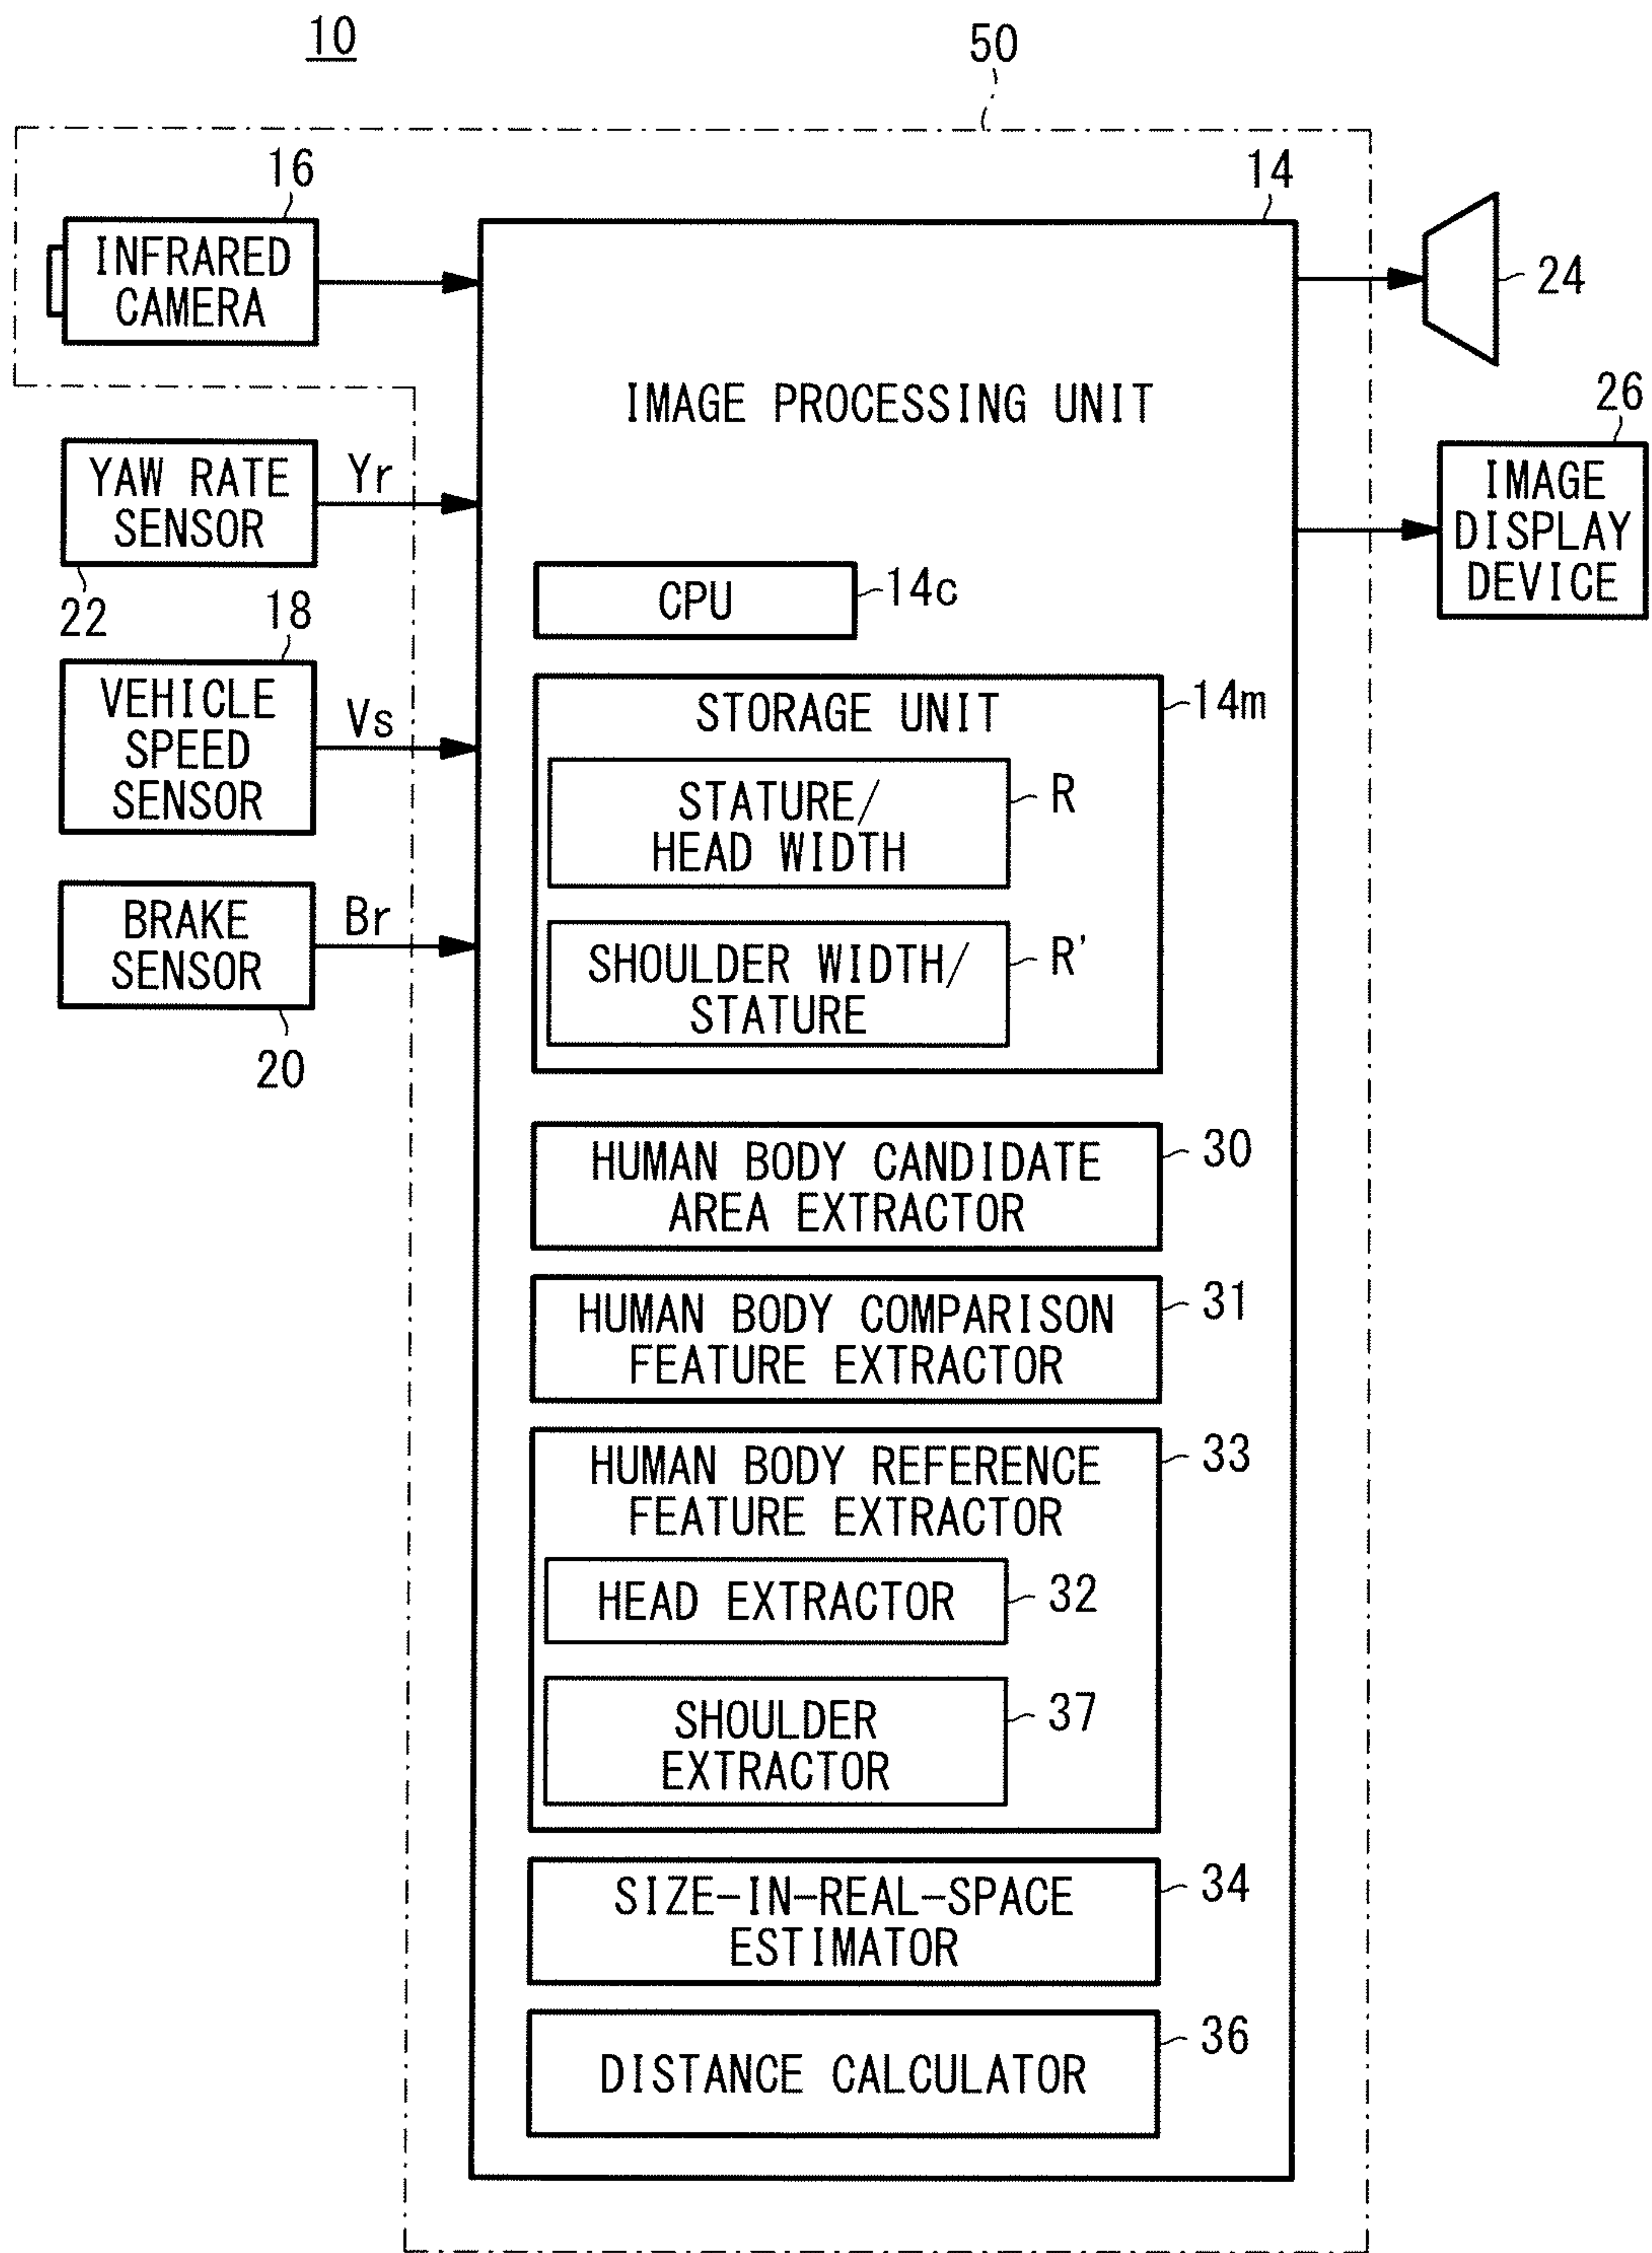 10
50
16
INFRARED
CAMERA
14
24
IMAGE PROCESSING UNIT
YAW RATE
SENSOR
Yr
22
26
IMAGE
DISPLAY
DEVICE
CPU
14c
18
VEHICLE
SPEED
SENSOR
Vs
STORAGE UNIT
14m
STATURE/
HEAD WIDTH
R
BRAKE
SENSOR
Br
20
SHOULDER WIDTH/
STATURE
R'
HUMAN BODY CANDIDATE
AREA EXTRACTOR
30
HUMAN BODY COMPARISON
FEATURE EXTRACTOR
31
HUMAN BODY REFERENCE
FEATURE EXTRACTOR
33
HEAD EXTRACTOR
32
SHOULDER
EXTRACTOR
37
SIZE-IN-REAL-SPACE
ESTIMATOR
34
DISTANCE CALCULATOR
36